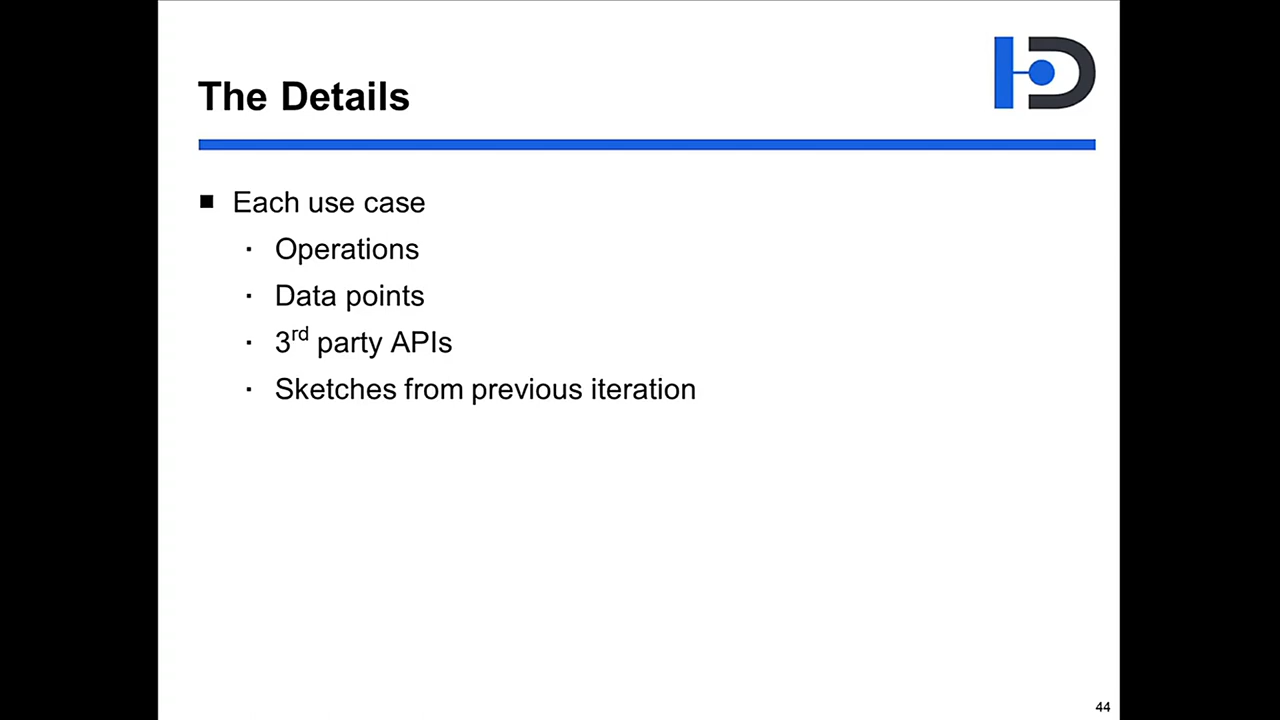 The Details
■ Each use case
▪ Operations
▪ Data points
▪ 3rd party APIs
▪ Sketches from previous iteration
44